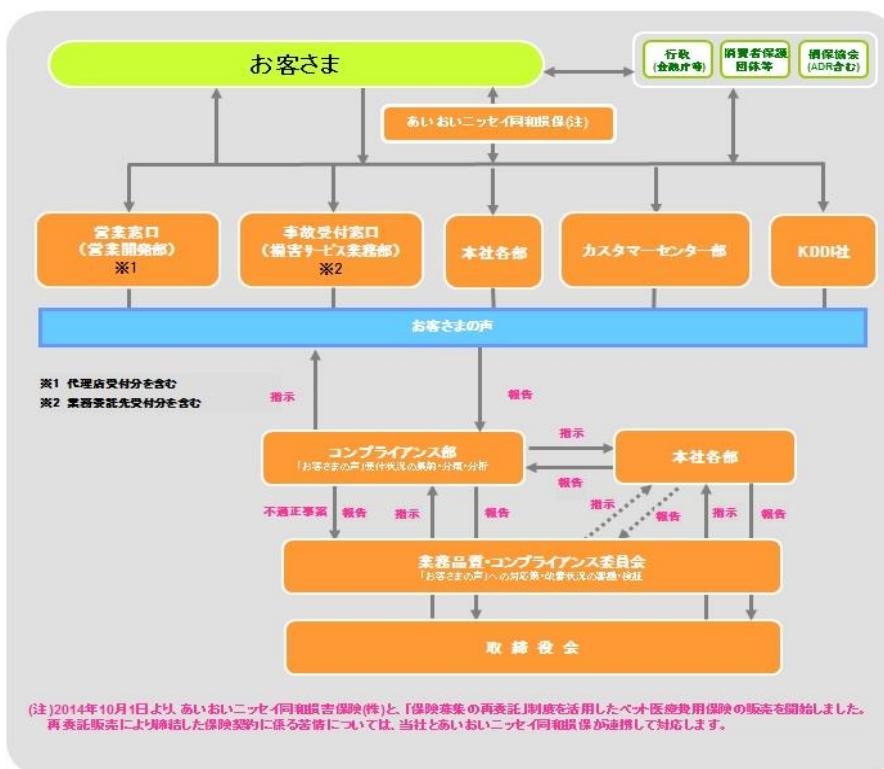 お客さま
行政
(金融庁等)
消費者保護
団体等
損保協会
(ADR含む)
あいおいニッセイ同和損保(注)
営業窓口
(営業開発部)
※1
事故受付窓口
(損害サービス業務部)
※2
本社各部
カスタマーセンター部
KDDI社
お客さまの声
※1 代理店受付分を含む
※2 業務委託先受付分を含む
指示
報告
コンプライアンス部
「お客さまの声」受付状況の集約・分類・分析
指示
報告
本社各部
不適正事案
報告
指示
報告
指示
報告
指示
報告
業務品質・コンプライアンス委員会
「お客さまの声」への対応策・改善状況の審議・検証
取締役会
(注)2014年10月1日より、あいおいニッセイ同和損害保険(株)と、「保険募集の再委託」制度を活用したペット医療費用保険の販売を開始しました。
再委託販売により締結した保険契約に係る苦情については、当社とあいおいニッセイ同和損保が連携して対応します。